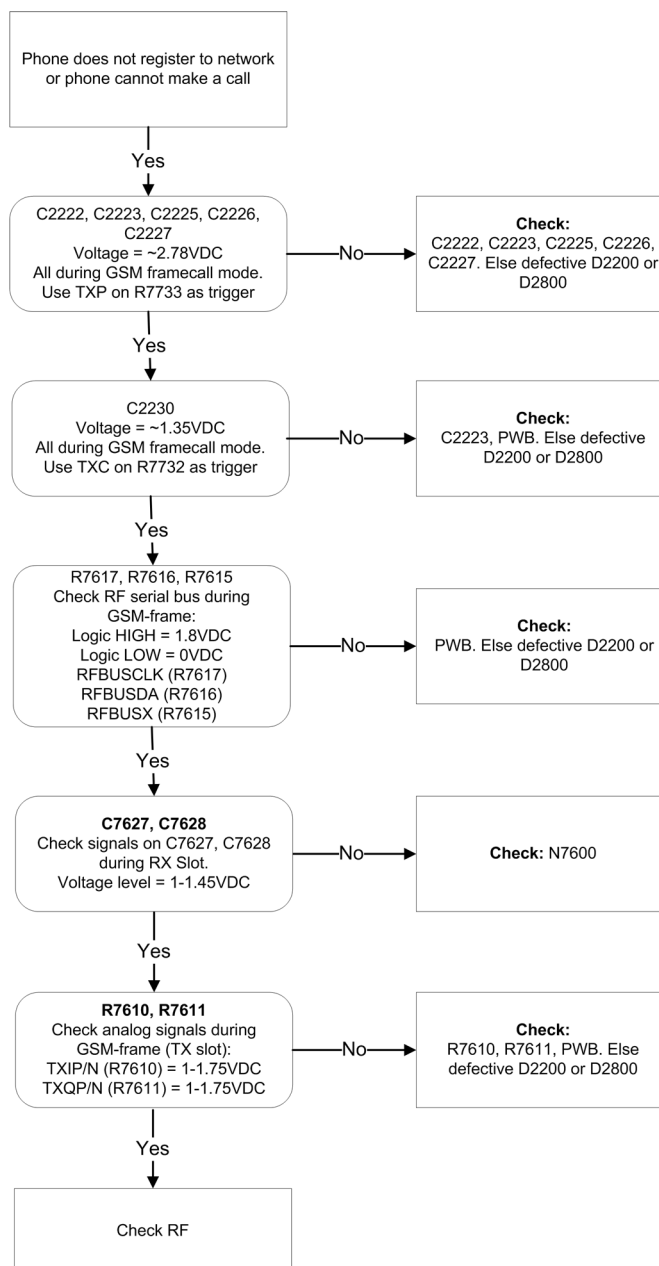 Phone does not register to network
or phone cannot make a call
Yes
C2222, C2223, C2225, C2226,
C2227
Voltage = ~2.78VDC
All during GSM framecall mode.
Use TXP on R7733 as trigger
No
Check:
C2222, C2223, C2225, C2226,
C2227. Else defective D2200 or
D2800
Yes
C2230
Voltage = ~1.35VDC
All during GSM framecall mode.
Use TXC on R7732 as trigger
No
Check:
C2223, PWB. Else defective
D2200 or D2800
Yes
R7617, R7616, R7615
Check RF serial bus during
GSM-frame:
Logic HIGH = 1.8VDC
Logic LOW = 0VDC
RFBUSCLK (R7617)
RFBUSDA (R7616)
RFBUSX (R7615)
No
Check:
PWB. Else defective D2200 or
D2800
Yes
C7627, C7628
Check signals on C7627, C7628
during RX Slot.
Voltage level = 1-1.45VDC
No
Check: N7600
Yes
R7610, R7611
Check analog signals during
GSM-frame (TX slot):
TXIP/N (R7610) = 1-1.75VDC
TXQP/N (R7611) = 1-1.75VDC
No
Check:
R7610, R7611, PWB. Else
defective D2200 or D2800
Yes
Check RF